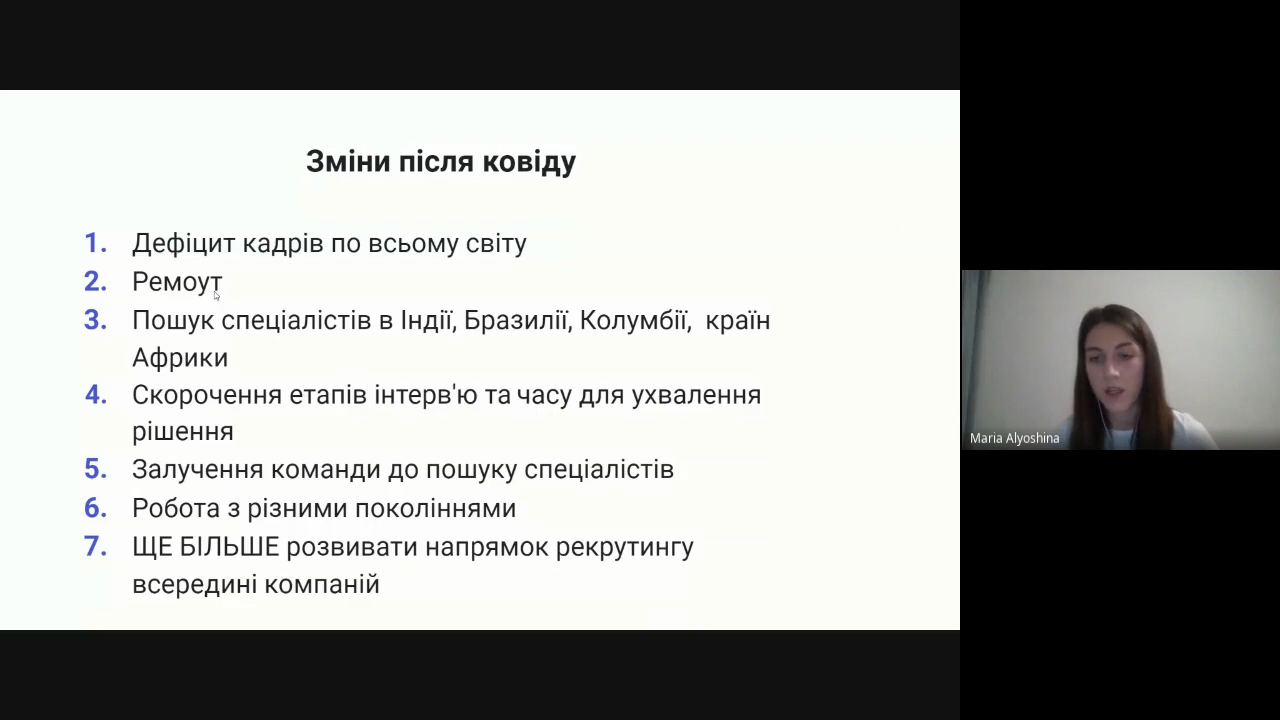 Зміни після ковіду
1. Дефіцит кадрів по всьому світу
2. Ремоут
3. Пошук спеціалістів в Індії, Бразилії, Колумбії, країн
Африки
4. Скорочення етапів інтерв'ю та часу для ухвалення
рішення
5. Залучення команди до пошуку спеціалістів
6. Робота з різними поколіннями
7. ЩЕ БІЛЬШЕ розвивати напрямок рекрутингу
всередині компаній
Maria Alyoshina